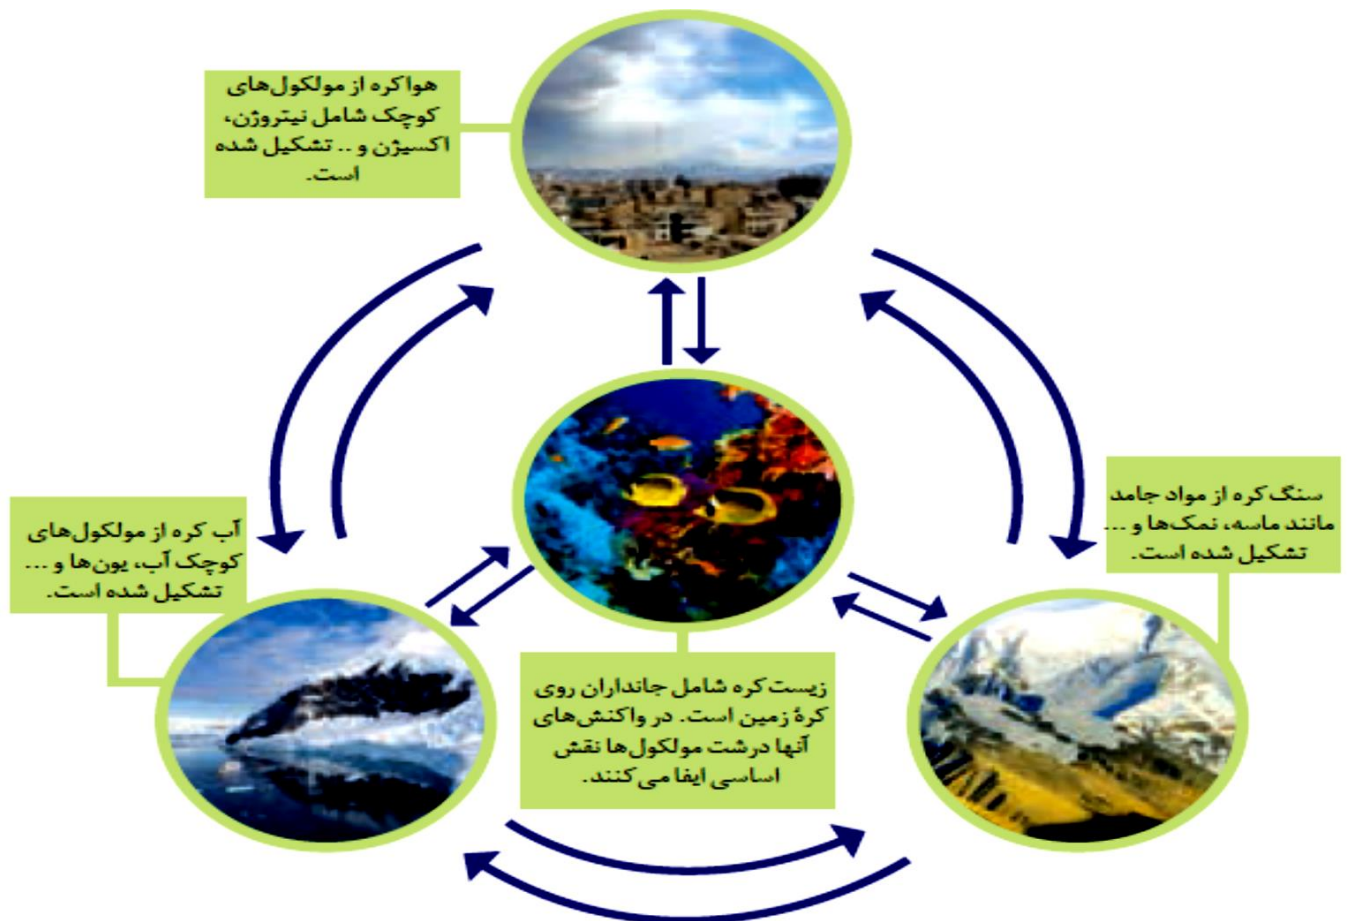 هواکره از مولکول‌های
کوچک شامل نیتروژن،
اکسیژن و .. تشکیل شده
است.
سنگ کره از مواد جامد
مانند ماسه، نمک‌ها و ...
تشکیل شده است.
آب کره از مولکول‌های
کوچک آب، یون‌ها و ...
تشکیل شده است.
زیست کره شامل جانداران روی
کرهٔ زمین است. در واکنش‌های
آنها درشت مولکول‌ها نقش
اساسی ایفا می‌کنند.